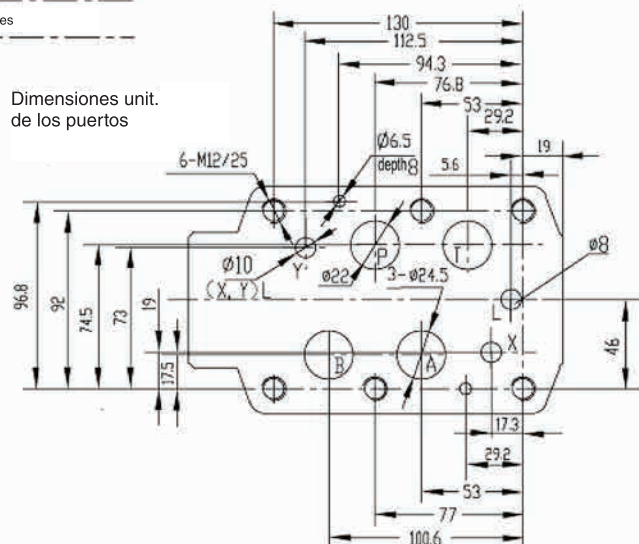 es
130
112.5
94.3
76.8
53
29.2
Dimensiones unit.
de los puertos
19
Ø6.5
depth8
5.6
6-M12/25
P
T
Y
Ø10
(X, Y)L
ø22
3-ø24.5
ø8
L
X
96.8
92
74.5
73
19
17.5
B
A
46
17.3
29.2
53
77
100.6